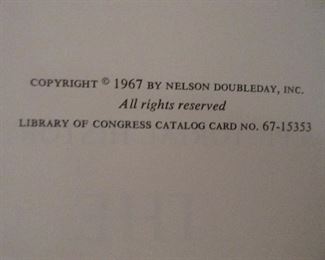 COPYRIGHT © 1967 BY NELSON DOUBLEDAY, INC.
All rights reserved
LIBRARY OF CONGRESS CATALOG CARD NO. 67-15353